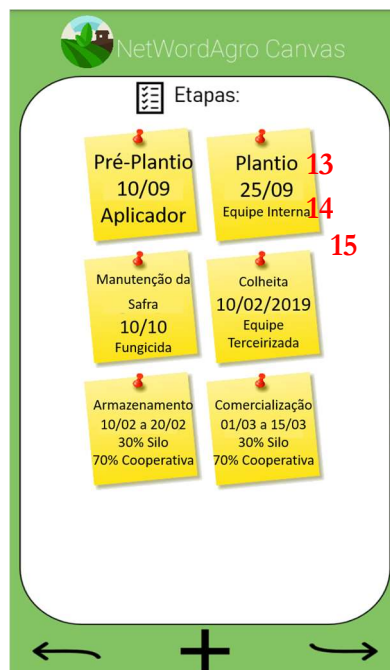 NetWordAgro Canvas
Etapas:
Pré-Plantio
10/09
Aplicador
Plantio 13
25/09
Equipe Interna 14
15
Manutenção da
Safra
10/10
Fungicida
Colheita
10/02/2019
Equipe
Terceirizada
Armazenamento
10/02 a 20/02
30% Silo
70% Cooperativa
Comercialização
01/03 a 15/03
30% Silo
70% Cooperativa